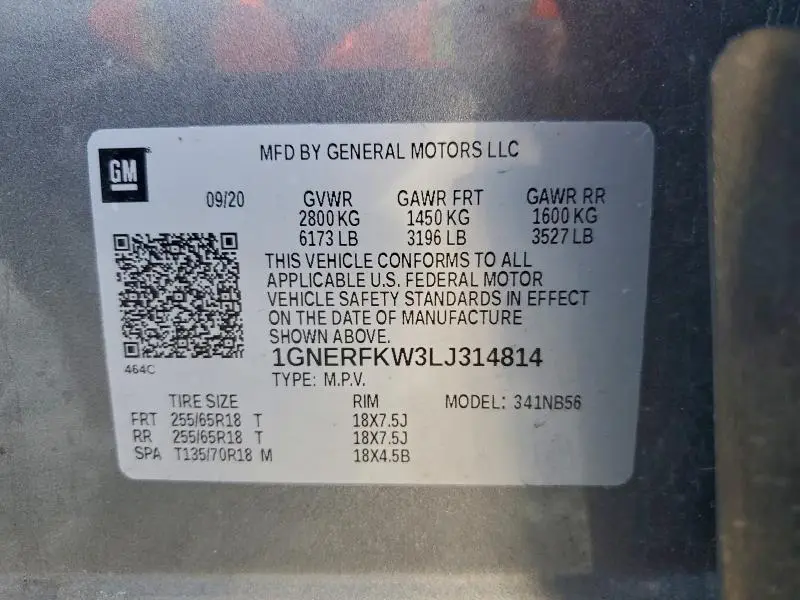 GM
MFD BY GENERAL MOTORS LLC
09/20 GVWR GAWR FRT GAWR RR
2800 KG 1450 KG 1600 KG
6173 LB 3196 LB 3527 LB
THIS VEHICLE CONFORMS TO ALL
APPLICABLE U.S. FEDERAL MOTOR
VEHICLE SAFETY STANDARDS IN EFFECT
ON THE DATE OF MANUFACTURE
SHOWN ABOVE.
1GNERFKW3LJ314814
464C
TYPE: M.P.V.
TIRE SIZE RIM MODEL: 341NB56
FRT 255/65R18 T 18X7.5J
RR 255/65R18 T 18X7.5J
SPA T135/70R18 M 18X4.5B